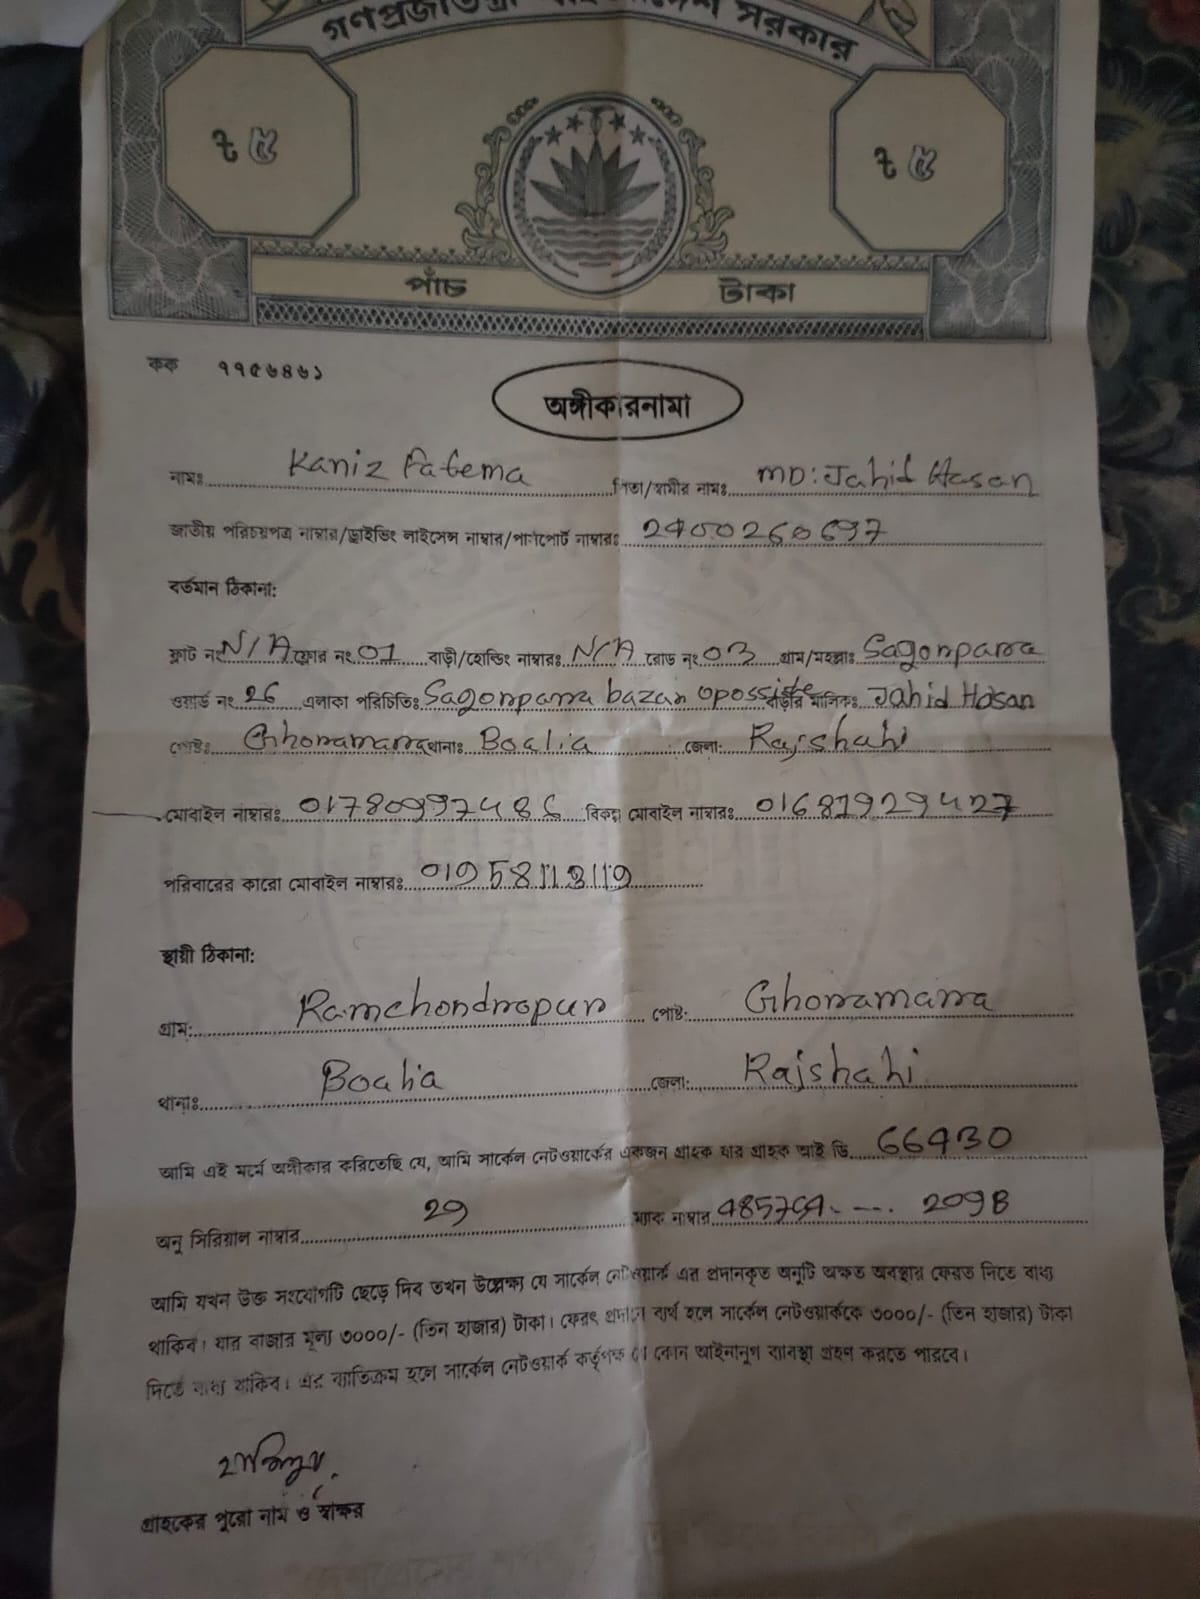 গণপ্রজাতন্ত্রী বাংলাদেশ সরকার
ট ৫ ট ৫
পাঁচ টাকা
কক ৭৭৫৬৪৬১
অঙ্গীকারনামা
নামঃ Kaniz Fatema পিতা/স্বামীর নামঃ MD: Jahid Hasan
জাতীয় পরিচয়পত্র নাম্বার/ড্রাইভিং লাইসেন্স নাম্বার/পাসপোর্ট নাম্বারঃ 2400260697
বর্তমান ঠিকানা:
ফ্লাট নং N/A ফ্লোর নং 01 বাড়ী/হোল্ডিং নাম্বারঃ N/A রোড নং 03 গ্রাম/মহল্লাঃ Sagorpara
ওয়ার্ড নং 26 এলাকা পরিচিতিঃ Sagorpara bazar opossite বাড়ীর মালিকঃ Jahid Hasan
পোষ্টঃ Ghoramara থানাঃ Boalia জেলা: Rajshahi
মোবাইল নাম্বারঃ 01780997486 বিকল্প মোবাইল নাম্বারঃ 01681929427
পরিবারের কারো মোবাইল নাম্বারঃ
স্থায়ী ঠিকানা:
গ্রাম: Ramchondropur পোষ্ট: Ghoramara
থানাঃ Boalia জেলা: Rajshahi
আমি এই মর্মে অঙ্গীকার করিতেছি যে, আমি সার্কেল নেটওয়ার্কের একজন গ্রাহক যার গ্রাহক আই ডি 66430
অনু সিরিয়াল নাম্বার 29 ম্যাক নাম্বার 485754---- 209B
আমি যখন উক্ত সংযোগটি ছেড়ে দিব তখন উল্লেক্ষ্য যে সার্কেল নেটওয়ার্ক এর প্রদানকৃত অনুটি অক্ষত অবস্থায় ফেরত দিতে বাধ্য
থাকিব। যার বাজার মূল্য ৩০০০/- (তিন হাজার) টাকা। ফেরৎ প্রদানে ব্যর্থ হলে সার্কেল নেটওয়ার্ককে ৩০০০/- (তিন হাজার) টাকা
দিতে বাধ্য থাকিব। এর ব্যাতিক্রম হলে সার্কেল নেটওয়ার্ক কর্তৃপক্ষ যে কোন আইনানুগ ব্যাবস্থা গ্রহণ করতে পারবে।
গ্রাহকের পুরো নাম ও স্বাক্ষর